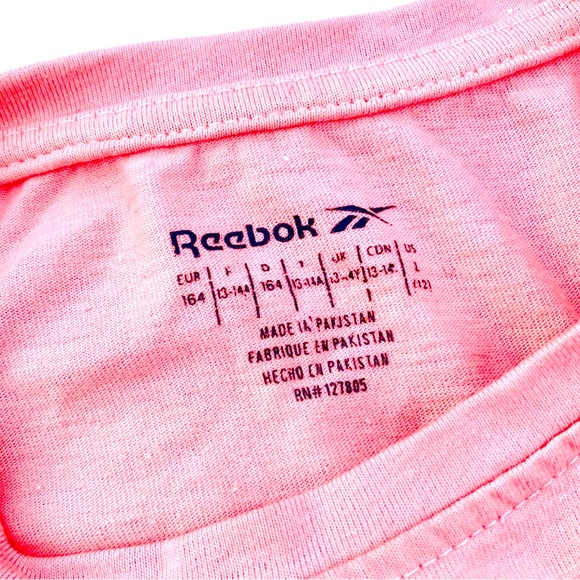 Reebok
EUR | F | D | | UK | CDN | US
164 | 13-14A | 164 | 13-14A | 13-14Y | 13-14 | L
(12)
MADE IN PAKISTAN
FABRIQUE EN PAKISTAN
HECHO EN PAKISTAN
RN#127805